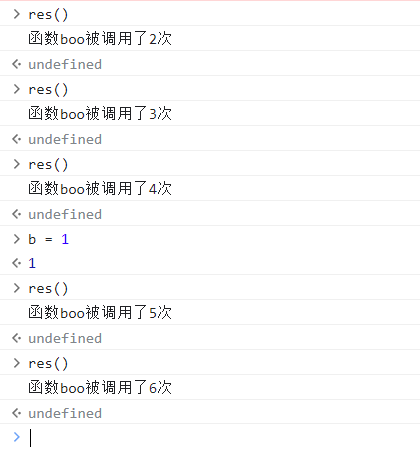 > res()
函数boo被调用了2次
<· undefined
> res()
函数boo被调用了3次
<· undefined
> res()
函数boo被调用了4次
<· undefined
> b = 1
<· 1
> res()
函数boo被调用了5次
<· undefined
> res()
函数boo被调用了6次
<· undefined
>